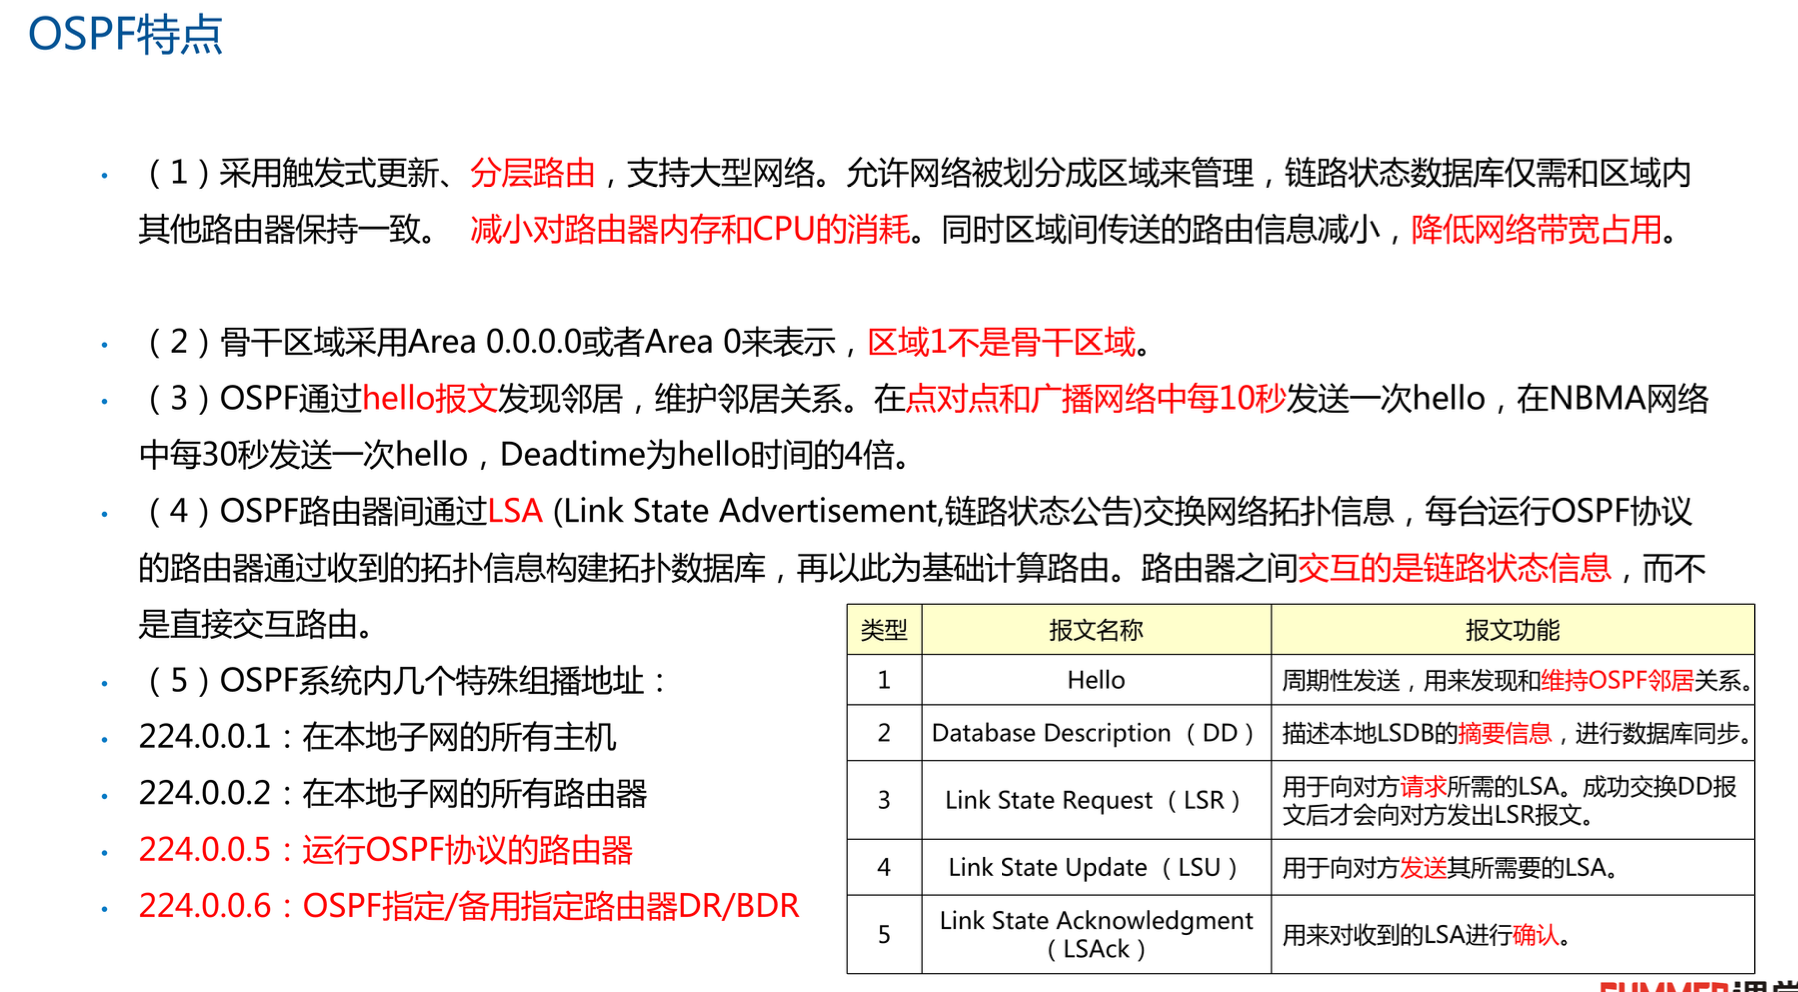 OSPF特点
（1）采用触发式更新、分层路由，支持大型网络。允许网络被划分成区域来管理，链路状态数据库仅需和区域内
其他路由器保持一致。 减小对路由器内存和CPU的消耗。同时区域间传送的路由信息减小，降低网络带宽占用。
（2）骨干区域采用Area 0.0.0.0或者Area 0来表示，区域1不是骨干区域。
（3）OSPF通过hello报文发现邻居，维护邻居关系。在点对点和广播网络中每10秒发送一次hello，在NBMA网络
中每30秒发送一次hello，Deadtime为hello时间的4倍。
（4）OSPF路由器间通过LSA (Link State Advertisement,链路状态公告)交换网络拓扑信息，每台运行OSPF协议
的路由器通过收到的拓扑信息构建拓扑数据库，再以此为基础计算路由。路由器之间交互的是链路状态信息，而不
是直接交互路由。
（5）OSPF系统内几个特殊组播地址：
224.0.0.1：在本地子网的所有主机
224.0.0.2：在本地子网的所有路由器
224.0.0.5：运行OSPF协议的路由器
224.0.0.6：OSPF指定/备用指定路由器DR/BDR
类型 报文名称 报文功能
1 Hello 周期性发送，用来发现和维持OSPF邻居关系。
2 Database Description （DD） 描述本地LSDB的摘要信息，进行数据库同步。
3 Link State Request （LSR） 用于向对方请求所需的LSA。成功交换DD报
文后才会向对方发出LSR报文。
4 Link State Update （LSU） 用于向对方发送其所需要的LSA。
5 Link State Acknowledgment
（LSAck） 用来对收到的LSA进行确认。
SUMMER课堂